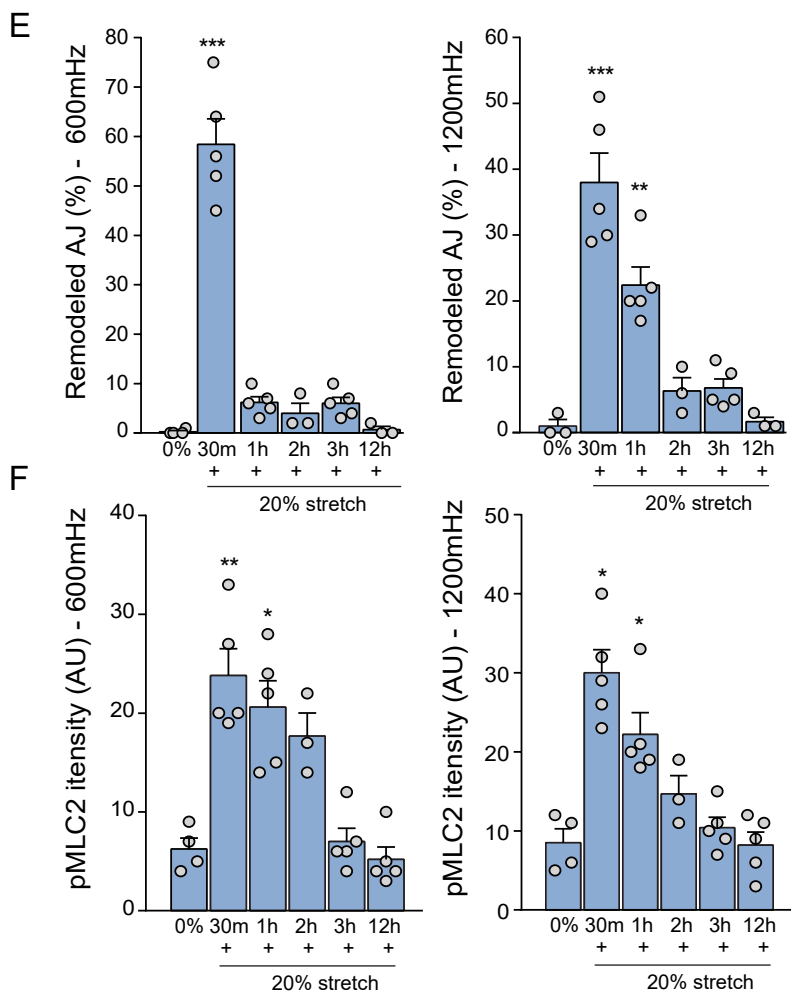 E
Remodeled AJ (%) - 600mHz
80
70
60
50
40
30
20
10
0
***
0% 30m 1h 2h 3h 12h
+ + + + +
20% stretch
Remodeled AJ (%) - 1200mHz
60
50
40
30
20
10
0
***
**
0% 30m 1h 2h 3h 12h
+ + + + +
20% stretch
F
pMLC2 itensity (AU) - 600mHz
40
30
20
10
0
**
*
0% 30m 1h 2h 3h 12h
+ + + + +
20% stretch
pMLC2 itensity (AU) - 1200mHz
50
40
30
20
10
0
*
*
0% 30m 1h 2h 3h 12h
+ + + + +
20% stretch